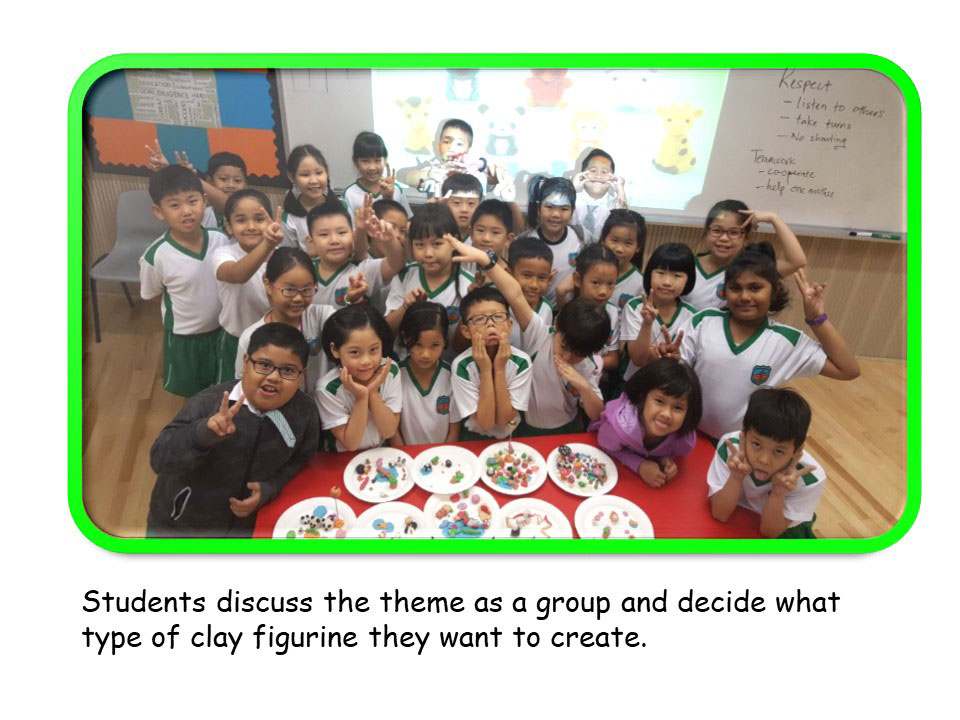 DEDICATION
Respect
- listen to others
- take turns
- No shouting
Teamwork
- cooperate
- help one another
Students discuss the theme as a group and decide what
type of clay figurine they want to create.